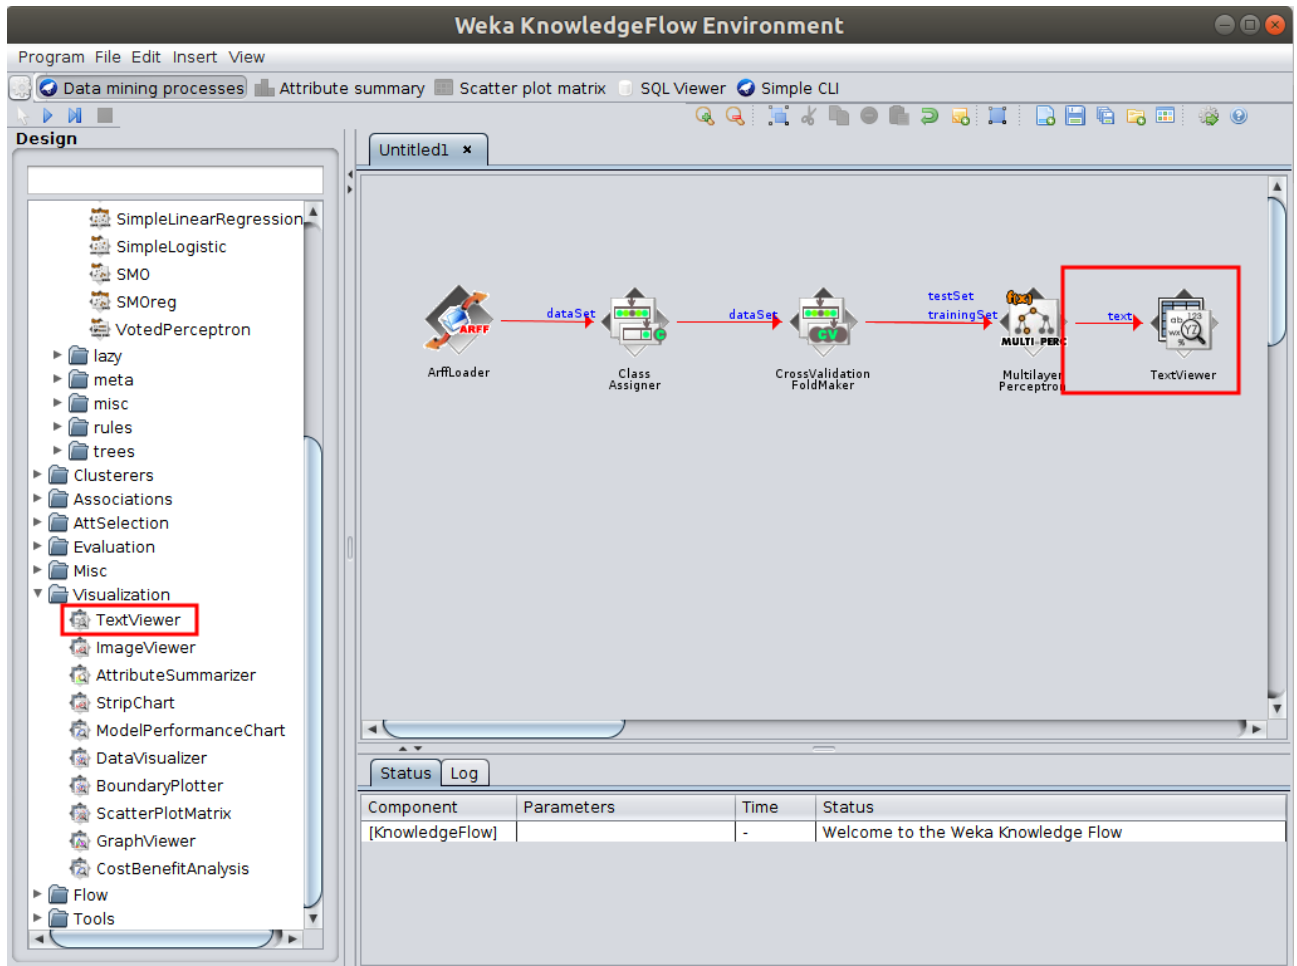 Weka KnowledgeFlow Environment
Program File Edit Insert View
Data mining processes Attribute summary Scatter plot matrix SQL Viewer Simple CLI
Design
Untitled1
SimpleLinearRegression
SimpleLogistic
SMO
SMOreg
VotedPerceptron
lazy
meta
misc
rules
trees
Clusterers
Associations
AttSelection
Evaluation
Misc
Visualization
TextViewer
ImageViewer
AttributeSummarizer
StripChart
ModelPerformanceChart
DataVisualizer
BoundaryPlotter
ScatterPlotMatrix
GraphViewer
CostBenefitAnalysis
Flow
Tools
ARFF
ArffLoader
dataSet
C
Class
Assigner
dataSet
CV
CrossValidation
FoldMaker
testSet
trainingSet
f(x)
MULTI-PERC
Multilayer
Perceptron
text
ab 123
wx YZ
%
TextViewer
Status Log
Component Parameters Time Status
[KnowledgeFlow] - Welcome to the Weka Knowledge Flow